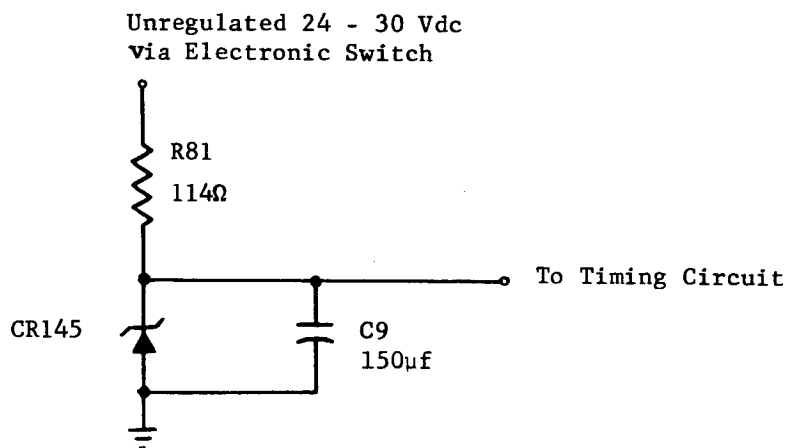 Unregulated 24 - 30 Vdc
via Electronic Switch
R81
114Ω
To Timing Circuit
CR145
C9
150µf